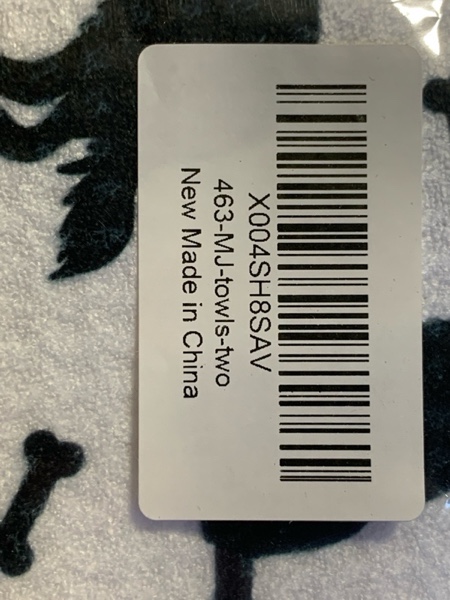 X004SH8SAV
463-MJ-towls-two
New Made in China